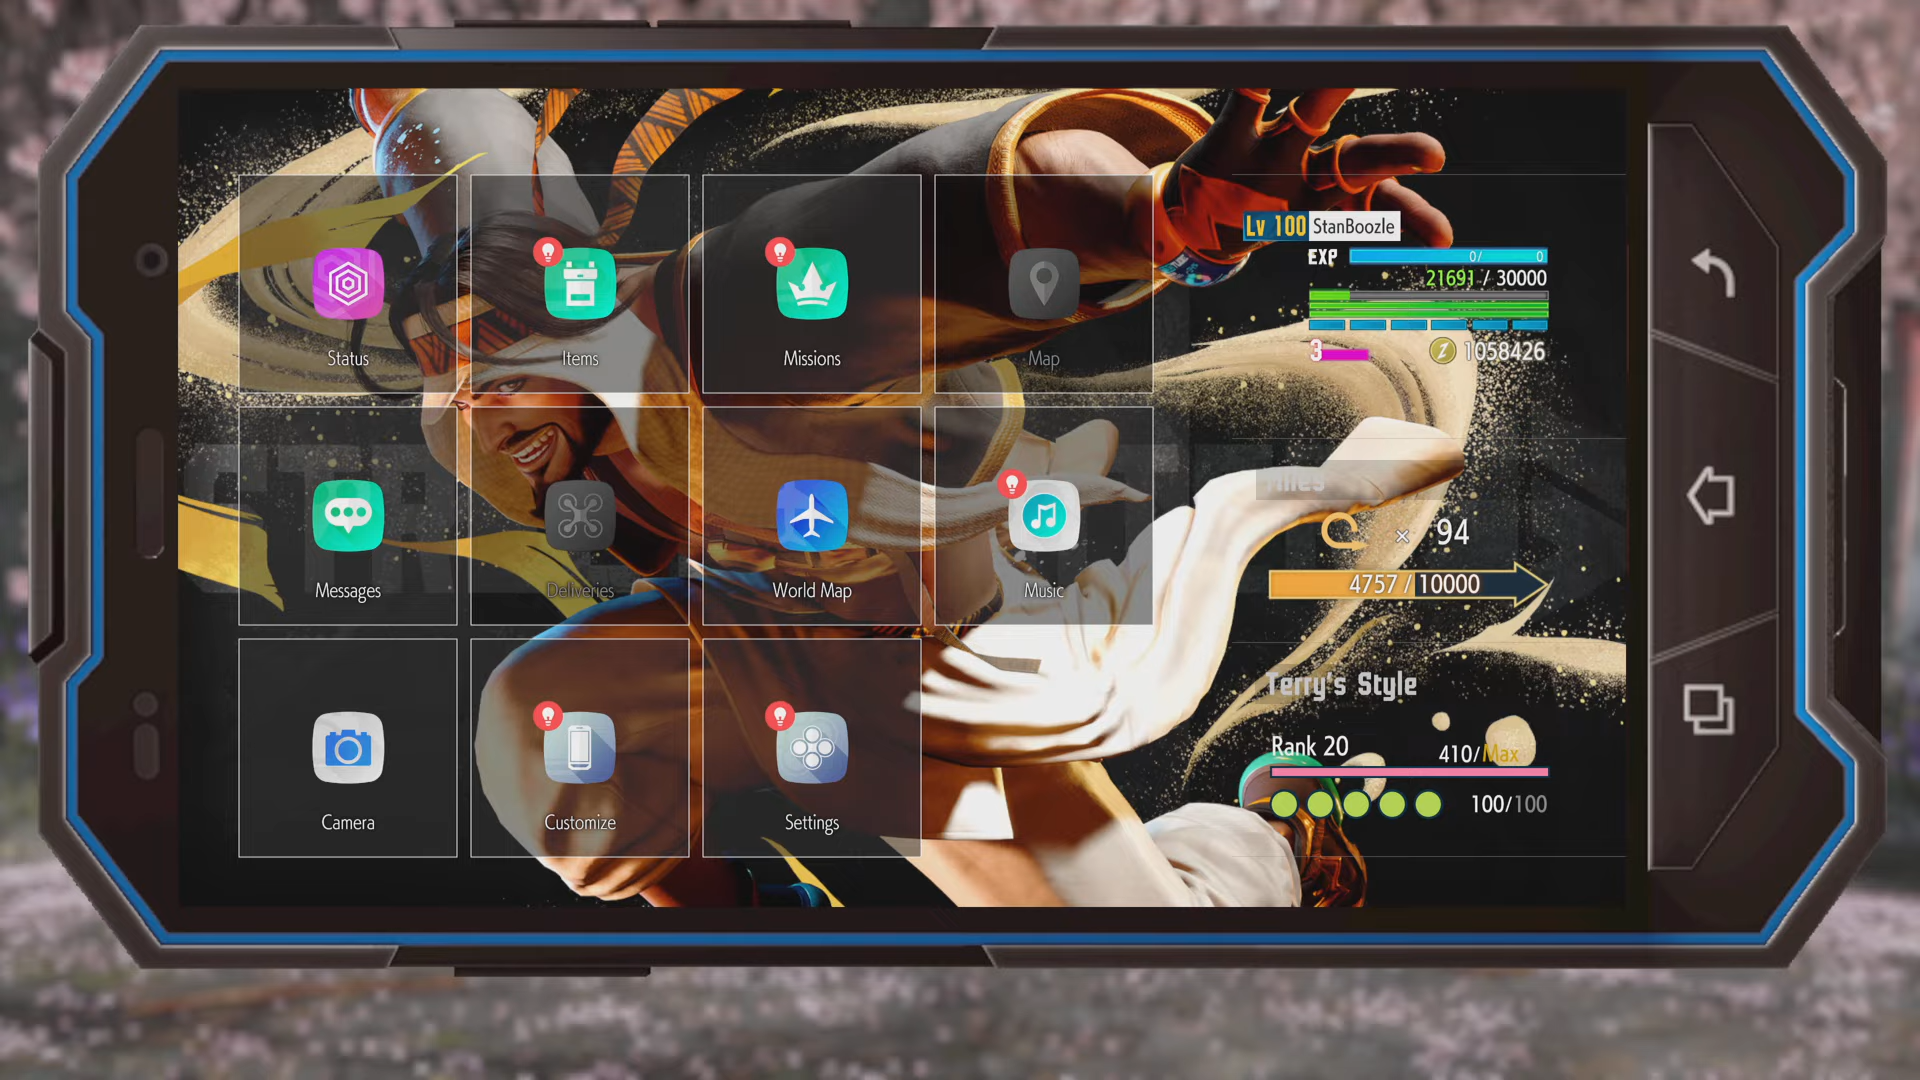 Status
Items
Missions
Map
Messages
Deliveries
World Map
Music
Camera
Customize
Settings
Lv 100 StanBoozle
EXP 0/ 0
21691 / 30000
3
Z 1058426
Miles
× 94
4757 / 10000
Terry's Style
Rank 20 410/Max
100/100